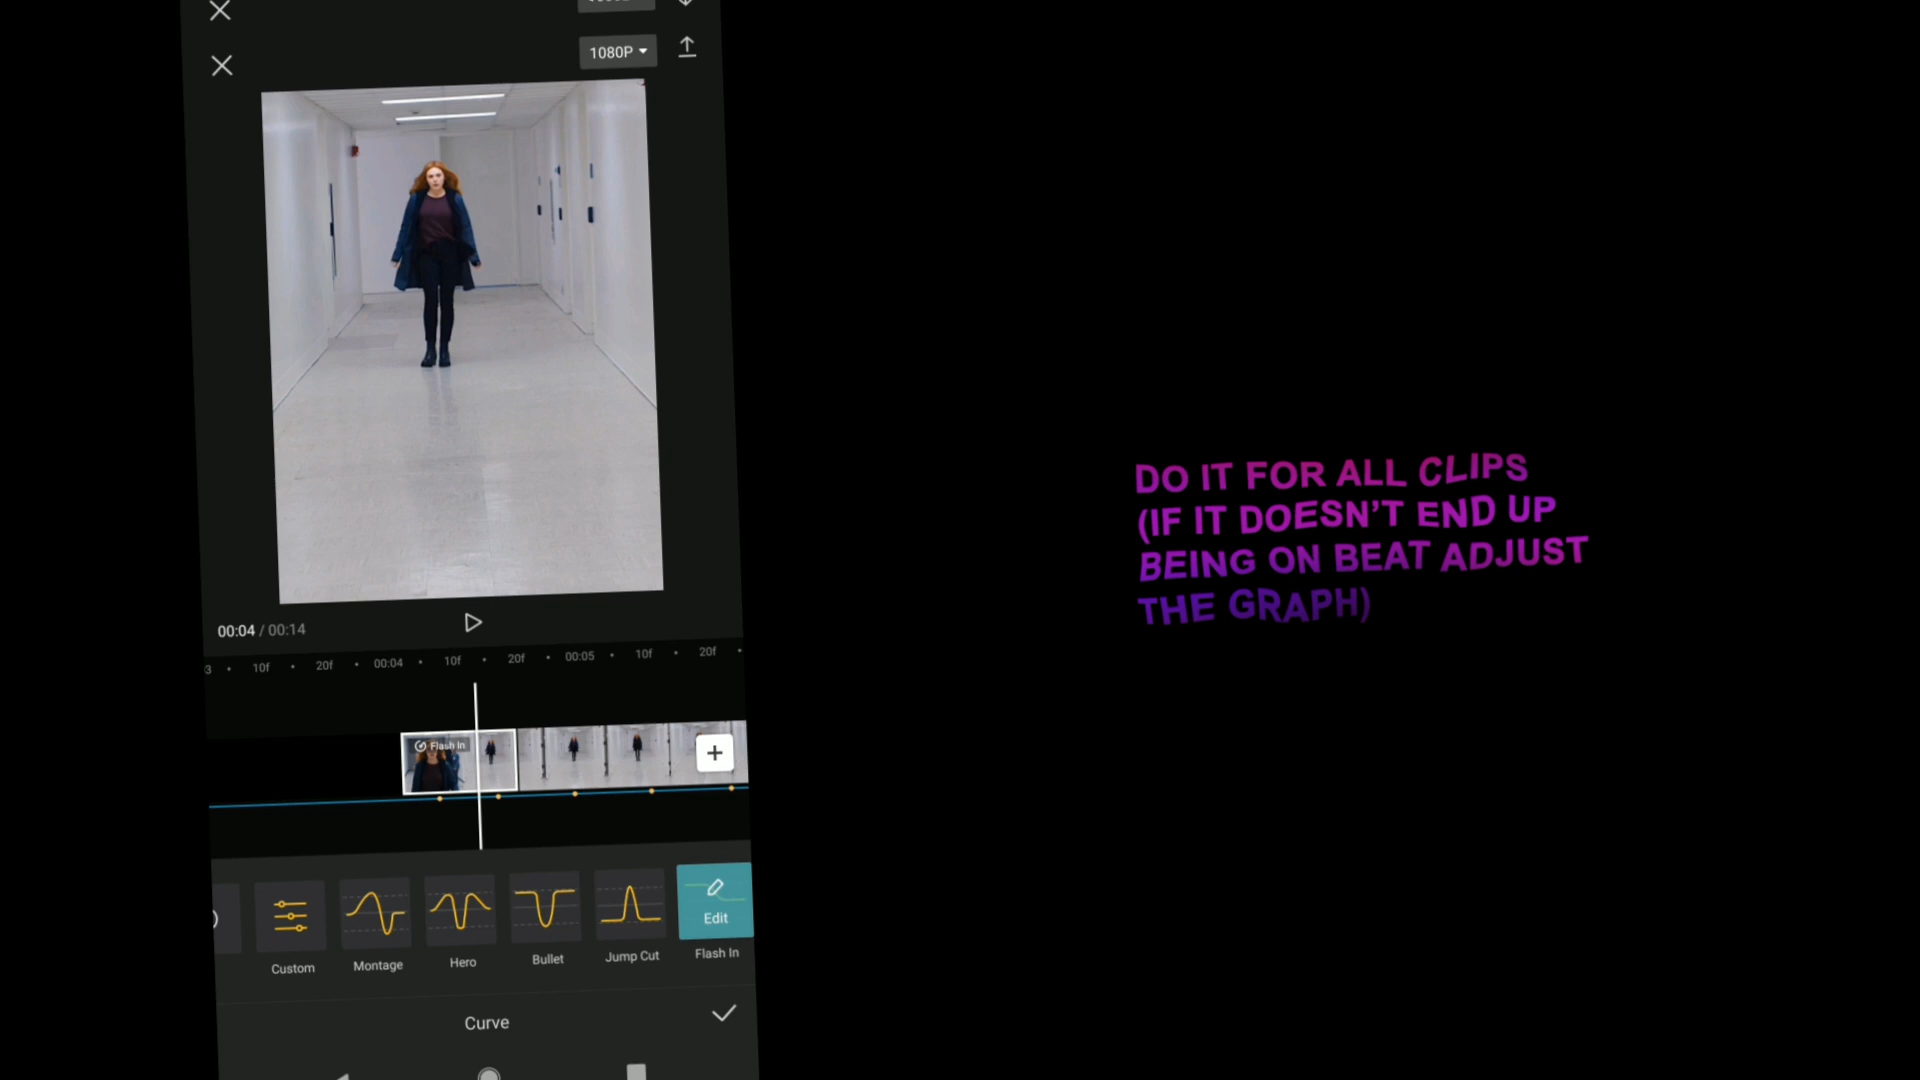 1080P
00:04 / 00:14
3 10f 20f 00:04 10f 20f 00:05 10f 20f
Flash In
Edit
Custom Montage Hero Bullet Jump Cut Flash In
Curve
DO IT FOR ALL CLIPS
(IF IT DOESN'T END UP
BEING ON BEAT ADJUST
THE GRAPH)